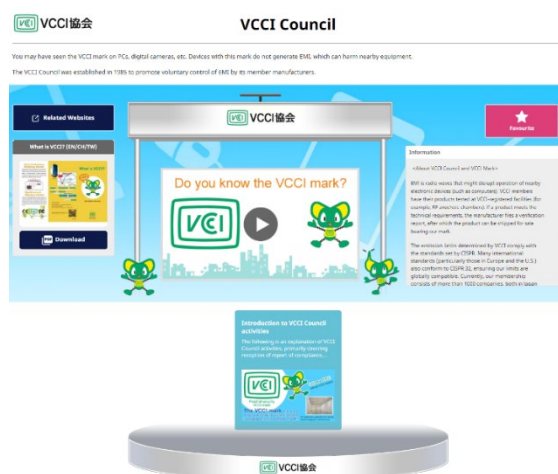 VCCI協会
VCCI Council
You may have seen the VCCI mark on PCs, digital cameras, etc. Devices with this mark do not generate EMI, which can harm nearby equipment.
The VCCI Council was established in 1985 to promote voluntary control of EMI by its member manufacturers.
Related Websites
VCCI協会
Favourite
What is VCCI? (EN/CH/TW)
Download
Do you know the VCCI mark?
VCCI
Information
<About VCCI Council and VCCI Mark>
EMI is radio waves that might disrupt operation of nearby
electronic devices (such as computers). VCCI members
have their products tested at VCCI-registered facilities (for
example, RF anechoic chambers). If a product meets the
technical requirements, the manufacturer files a verification
report, after which the product can be shipped for sale
bearing our mark.
The emission limits determined by VCCI comply with
the standards set by CISPR. Many international
standards (particularly those in Europe and the U.S.)
also conform to CISPR 32, ensuring our limits are
globally compatible. Currently, our membership
consists of more than 1000 companies, both in Japan
Introduction to VCCI Council
activities
The following is an explanation of VCCI
Council activities, primarily covering
reception of report of compliance...
VCCI
The VCCI mark
VCCI協会